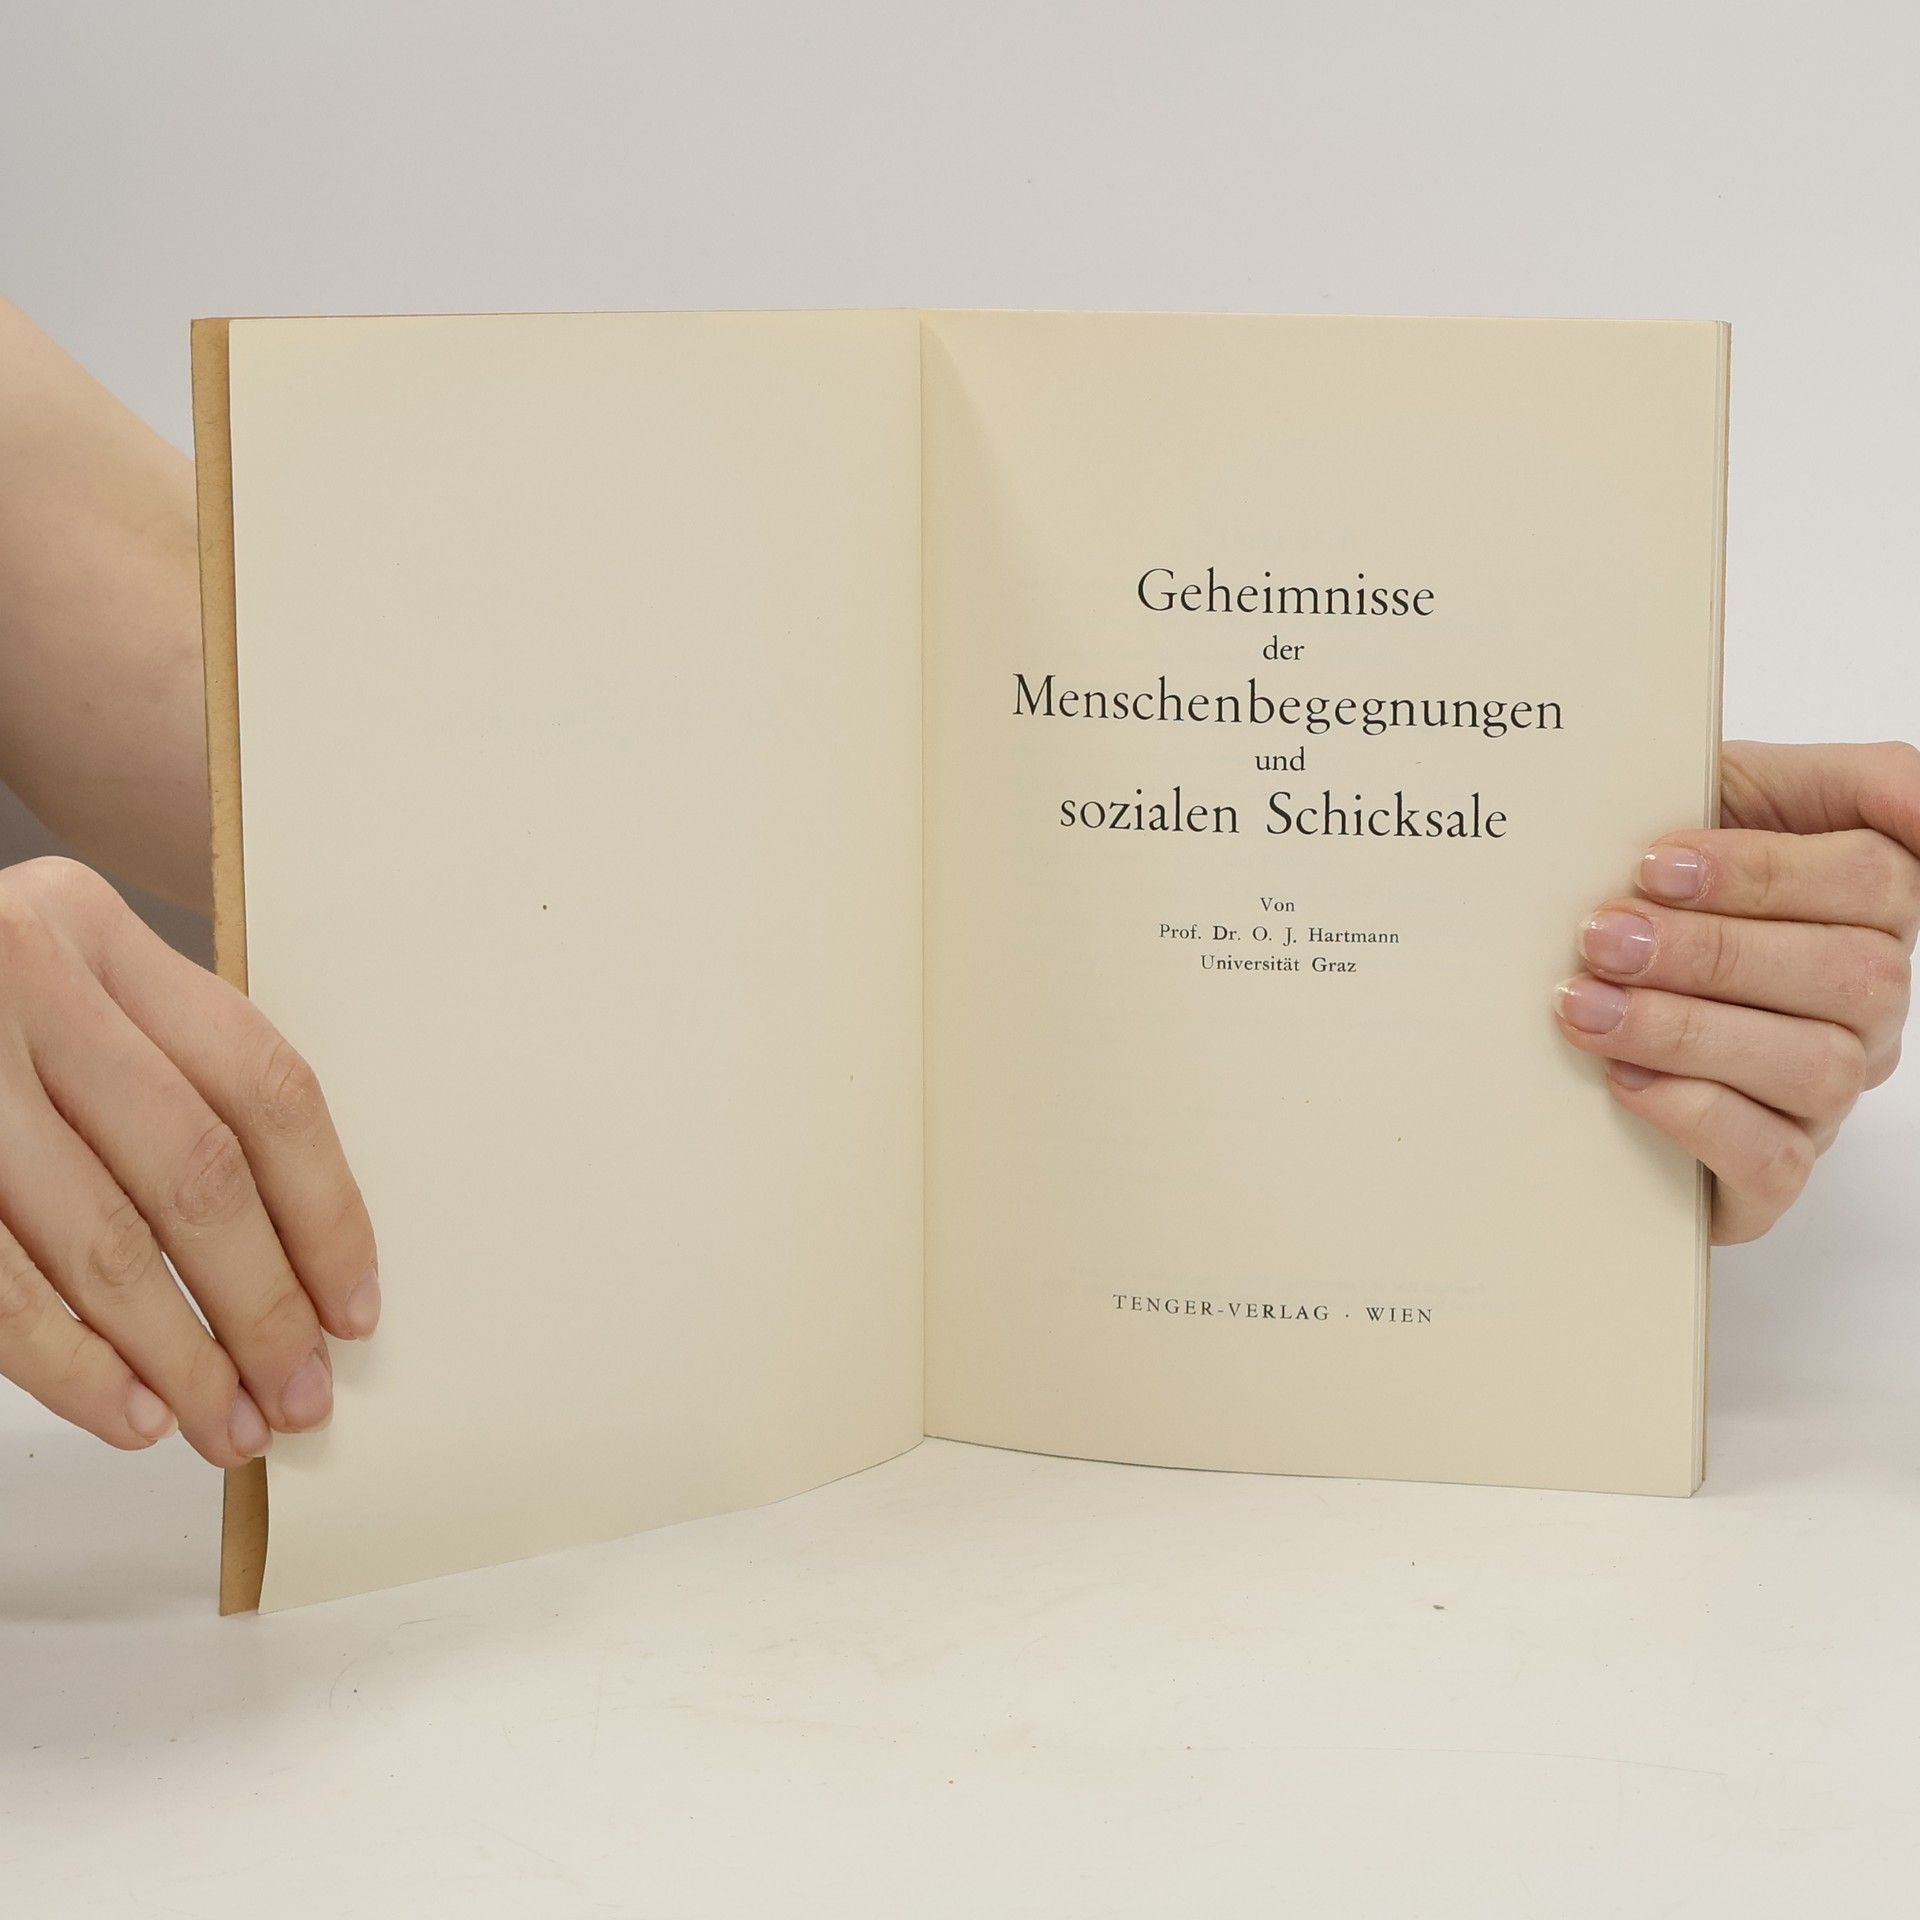 Geheimnisse
der
Menschenbegegnungen
und
sozialen Schicksale
Von
Prof. Dr. O. J. Hartmann
Universität Graz
TENGER-VERLAG · WIEN